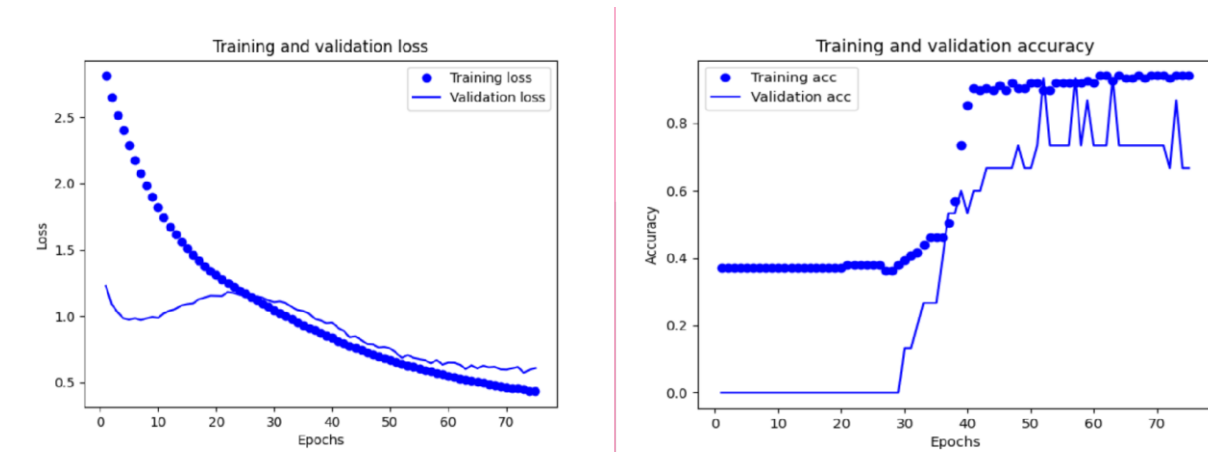 Training and validation loss
Training loss
Validation loss
2.5
2.0
1.5
1.0
0.5
Loss
0 10 20 30 40 50 60 70
Epochs
Training and validation accuracy
Training acc
Validation acc
0.8
0.6
0.4
0.2
0.0
Accuracy
0 10 20 30 40 50 60 70
Epochs